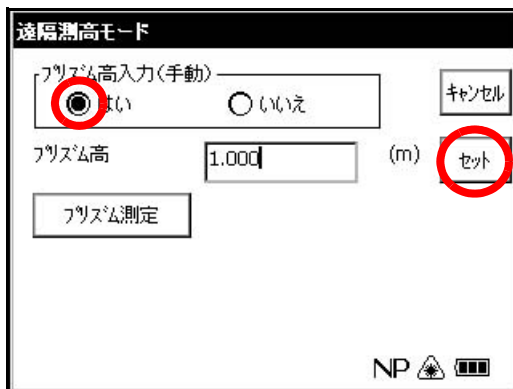 遠隔測高モード
プリズム高入力(手動)
はい いいえ
キャンセル
プリズム高 1.000 (m) セット
プリズム測定
NP